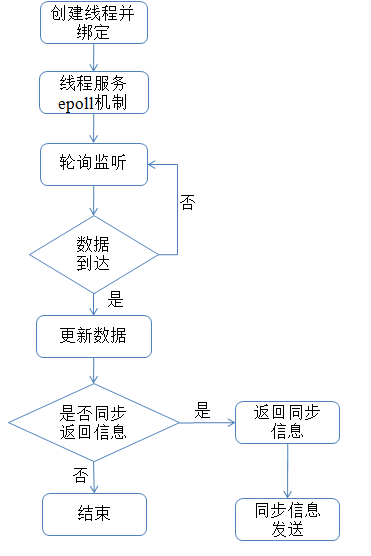 创建线程并
绑定
线程服务
epoll机制
轮询监听
否
数据
到达
是
更新数据
是否同步
返回信息
是
返回同步
信息
否
结束
同步信息
发送